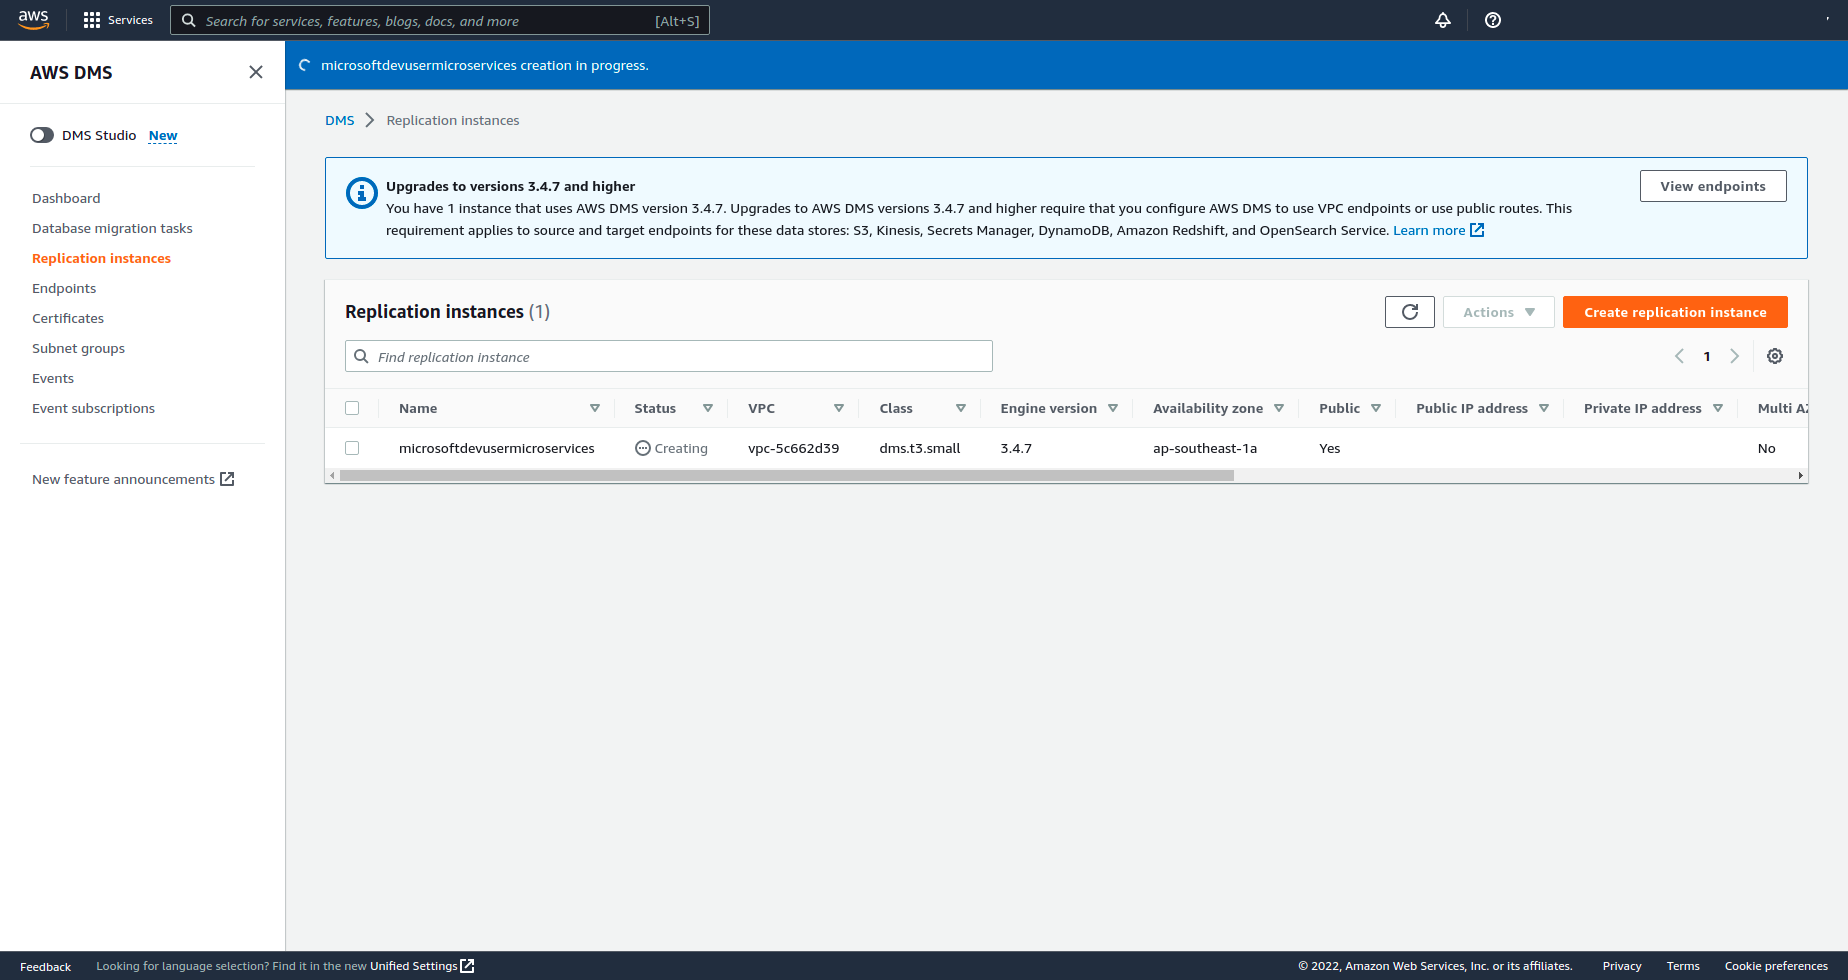 aws
Services
Search for services, features, blogs, docs, and more
[Alt+S]
AWS DMS
DMS Studio New
Dashboard
Database migration tasks
Replication instances
Endpoints
Certificates
Subnet groups
Events
Event subscriptions
New feature announcements
microsoftdevusermicroservices creation in progress.
DMS Replication instances
Upgrades to versions 3.4.7 and higher
You have 1 instance that uses AWS DMS version 3.4.7. Upgrades to AWS DMS versions 3.4.7 and higher require that you configure AWS DMS to use VPC endpoints or use public routes. This
requirement applies to source and target endpoints for these data stores: S3, Kinesis, Secrets Manager, DynamoDB, Amazon Redshift, and OpenSearch Service. Learn more
View endpoints
Replication instances (1)
Actions
Create replication instance
Find replication instance
1
Name Status VPC Class Engine version Availability zone Public Public IP address Private IP address Multi AZ
microsoftdevusermicroservices Creating vpc-5c662d39 dms.t3.small 3.4.7 ap-southeast-1a Yes No
Feedback Looking for language selection? Find it in the new Unified Settings © 2022, Amazon Web Services, Inc. or its affiliates. Privacy Terms Cookie preferences